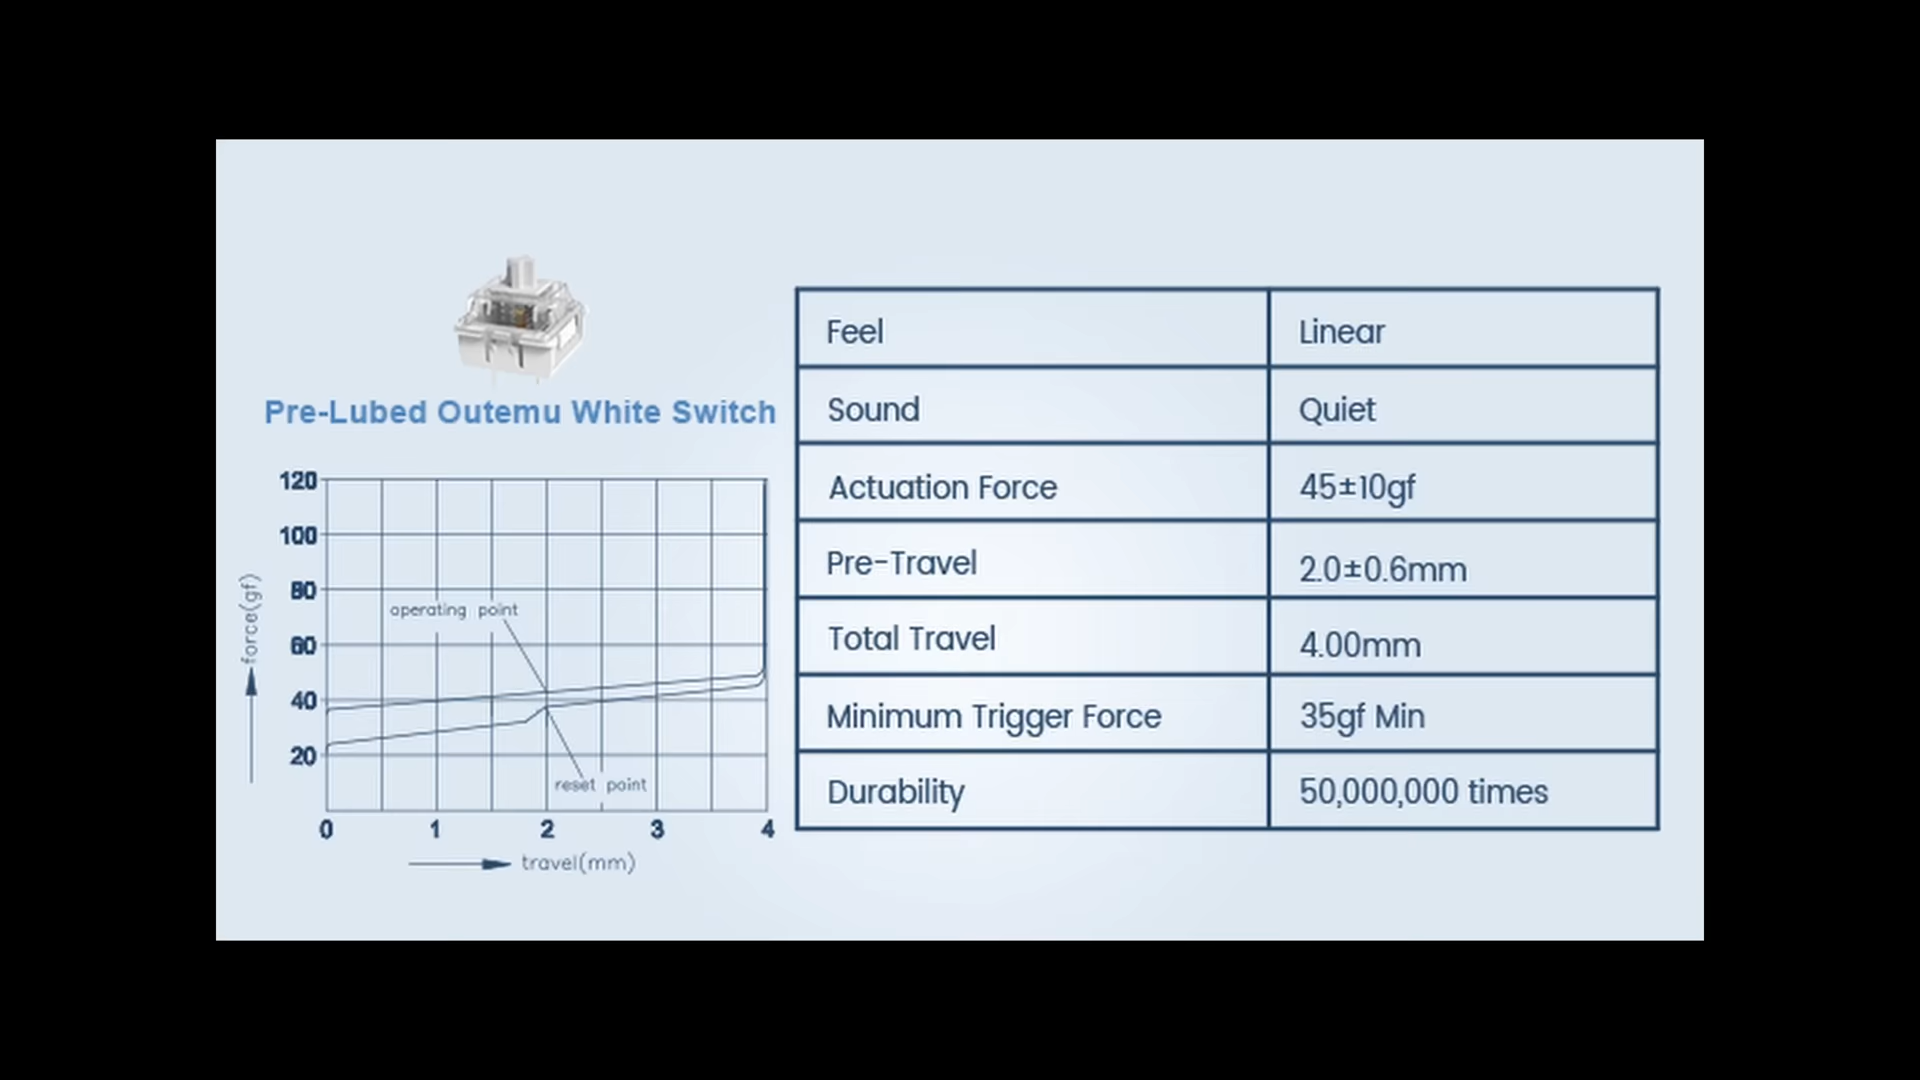 Pre-Lubed Outemu White Switch
120
100
80
60
40
20
force(gf)
operating point
reset point
0 1 2 3 4
travel(mm)
Feel Linear
Sound Quiet
Actuation Force 45±10gf
Pre-Travel 2.0±0.6mm
Total Travel 4.00mm
Minimum Trigger Force 35gf Min
Durability 50,000,000 times